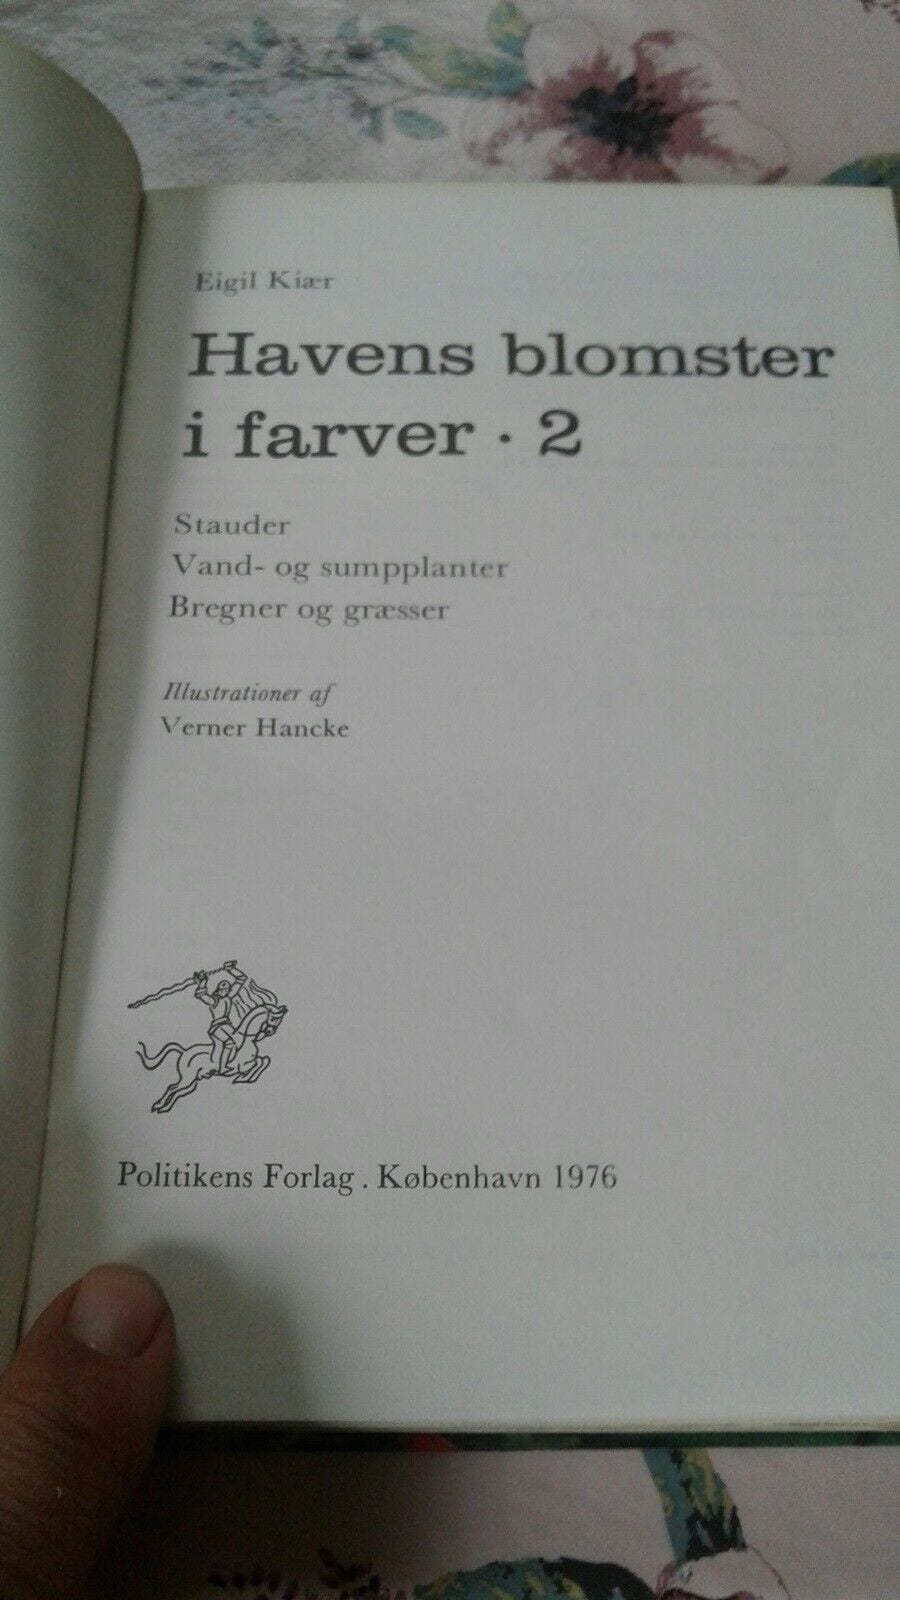 Eigil Kiær
Havens blomster
i farver · 2
Stauder
Vand- og sumpplanter
Bregner og græsser
Illustrationer af
Verner Hancke
Politikens Forlag . København 1976